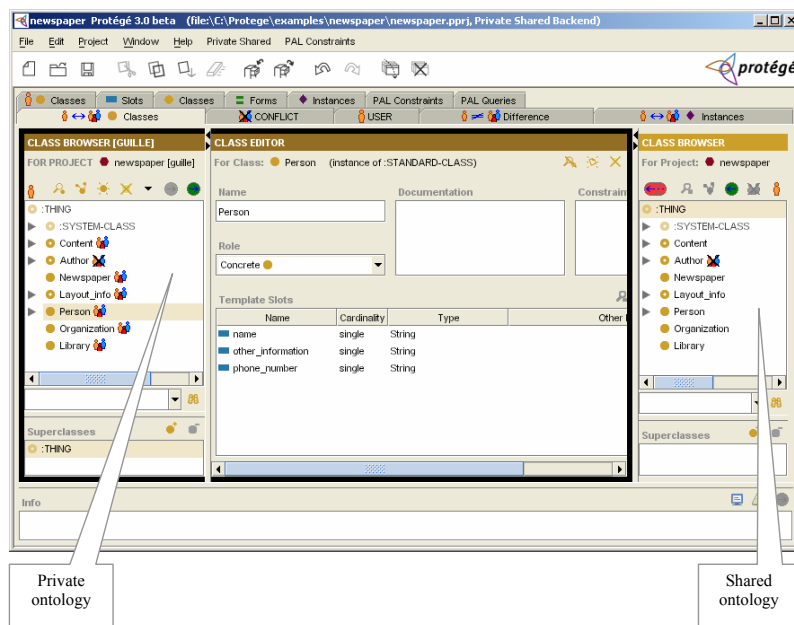 newspaper Protégé 3.0 beta (file:\C:\Protege\examples\newspaper\newspaper.pprj, Private Shared Backend)
File Edit Project Window Help Private Shared PAL Constraints
protégé
Classes Slots Classes Forms Instances PAL Constraints PAL Queries
Classes CONFLICT USER Difference Instances
CLASS BROWSER [GUILLE]
FOR PROJECT newspaper [guille]
:THING
:SYSTEM-CLASS
Content
Author
Newspaper
Layout_info
Person
Organization
Library
Superclasses
:THING
CLASS EDITOR
For Class: Person (instance of :STANDARD-CLASS)
Name Documentation Constrain
Person
Role
Concrete
Template Slots
Name Cardinality Type Other
name single String
other_information single String
phone_number single String
CLASS BROWSER
For Project: newspaper
:THING
:SYSTEM-CLASS
Content
Author
Newspaper
Layout_info
Person
Organization
Library
Superclasses
Info
Private
ontology
Shared
ontology